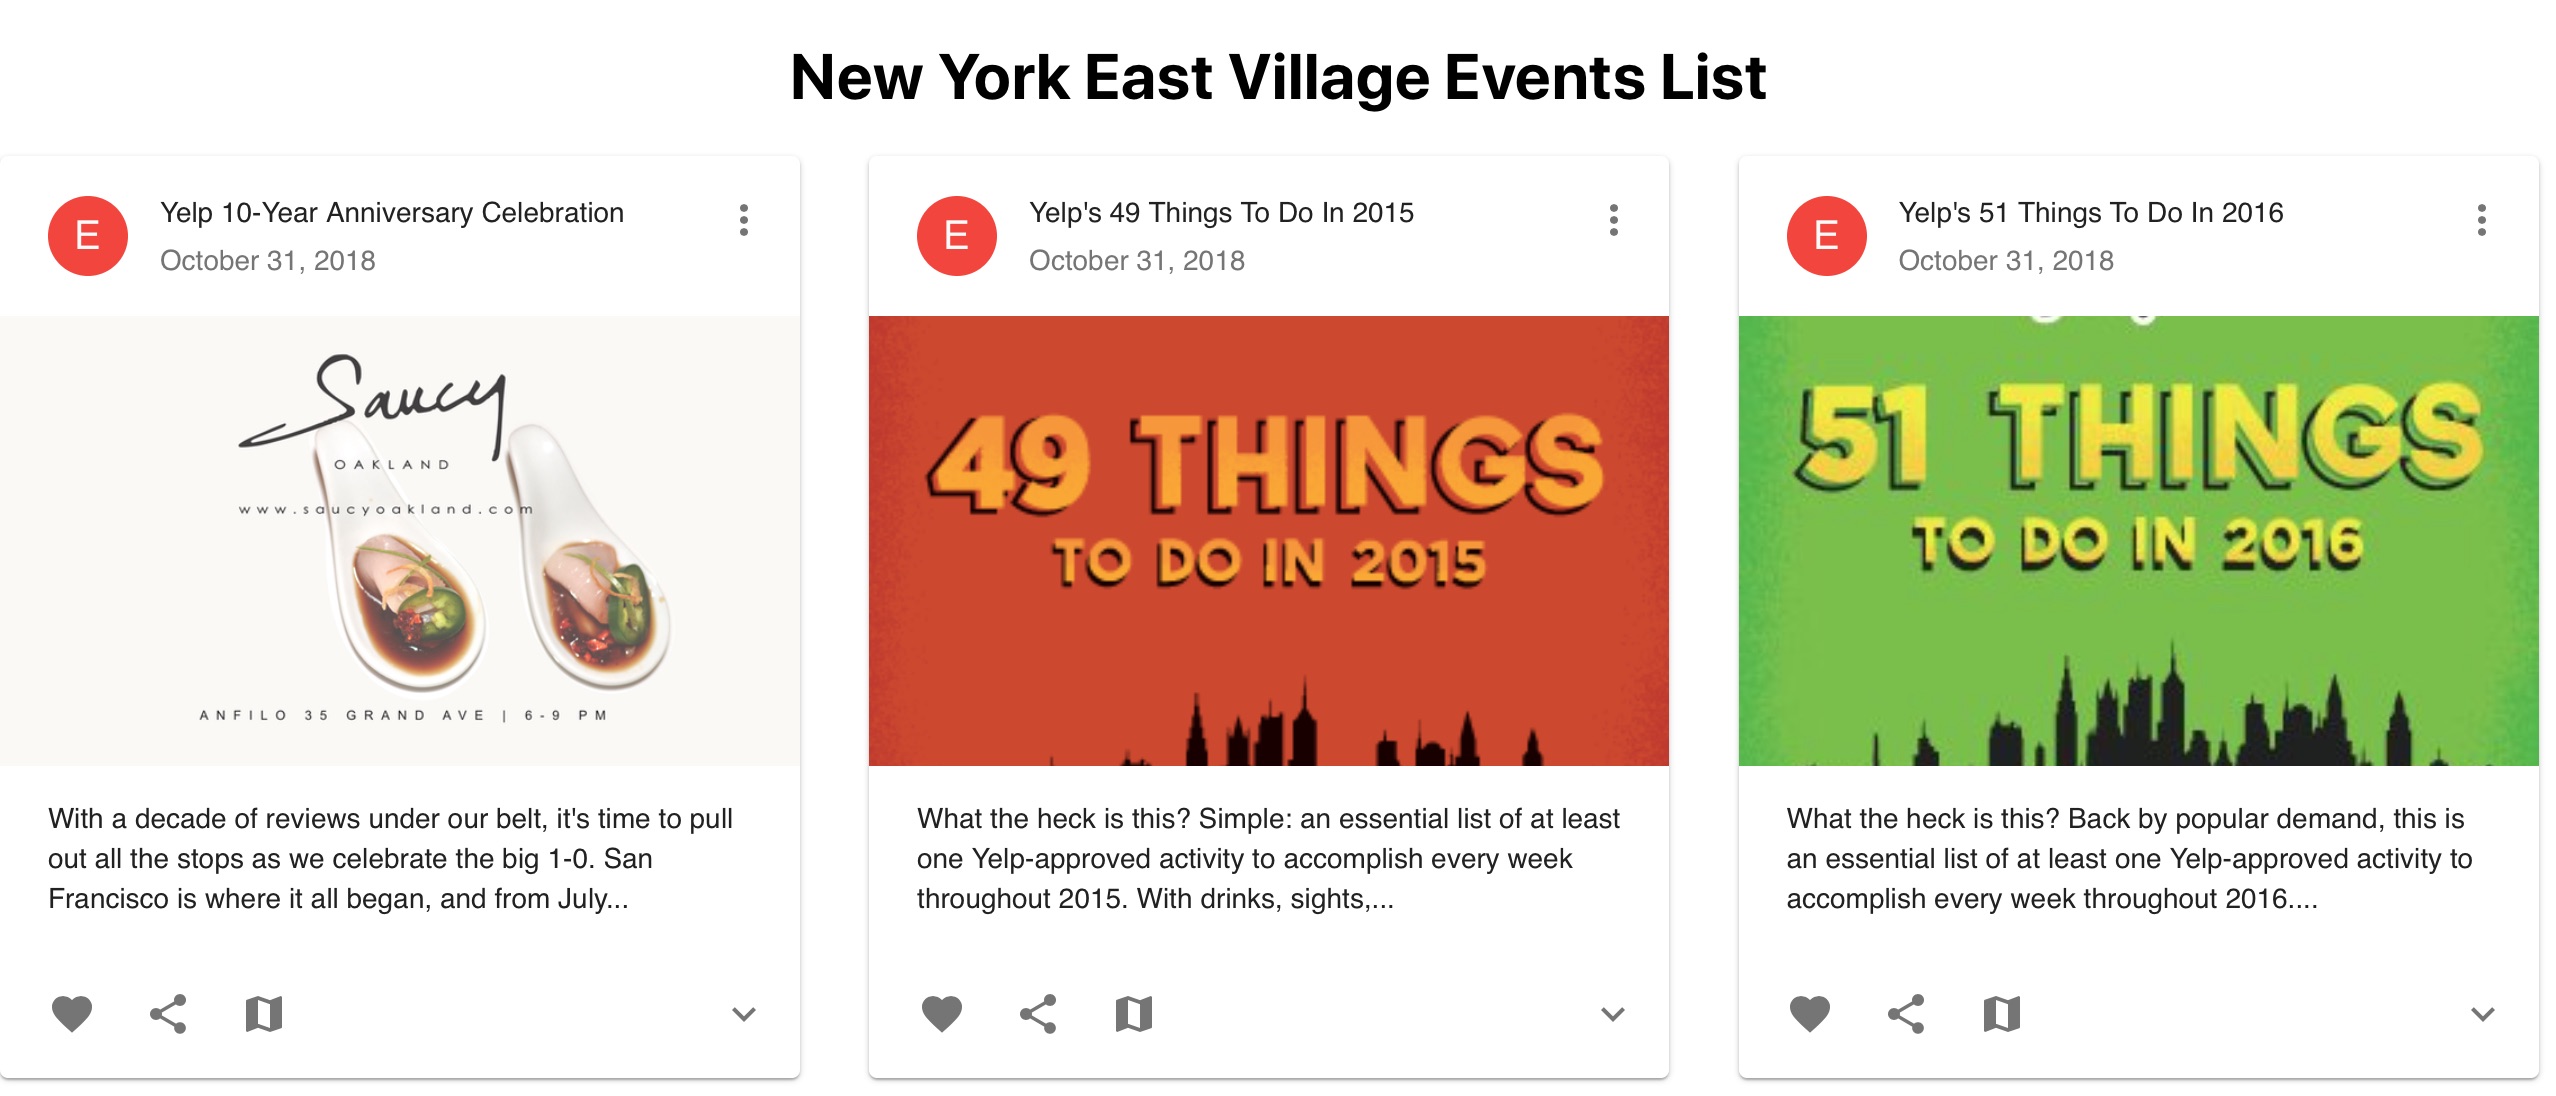 New York East Village Events List
E
Yelp 10-Year Anniversary Celebration
October 31, 2018
Saucy
OAKLAND
www.saucyoakland.com
ANFILO 35 GRAND AVE | 6-9 PM
With a decade of reviews under our belt, it's time to pull
out all the stops as we celebrate the big 1-0. San
Francisco is where it all began, and from July...
E
Yelp's 49 Things To Do In 2015
October 31, 2018
49 THINGS
TO DO IN 2015
What the heck is this? Simple: an essential list of at least
one Yelp-approved activity to accomplish every week
throughout 2015. With drinks, sights,...
E
Yelp's 51 Things To Do In 2016
October 31, 2018
51 THINGS
TO DO IN 2016
What the heck is this? Back by popular demand, this is
an essential list of at least one Yelp-approved activity to
accomplish every week throughout 2016....